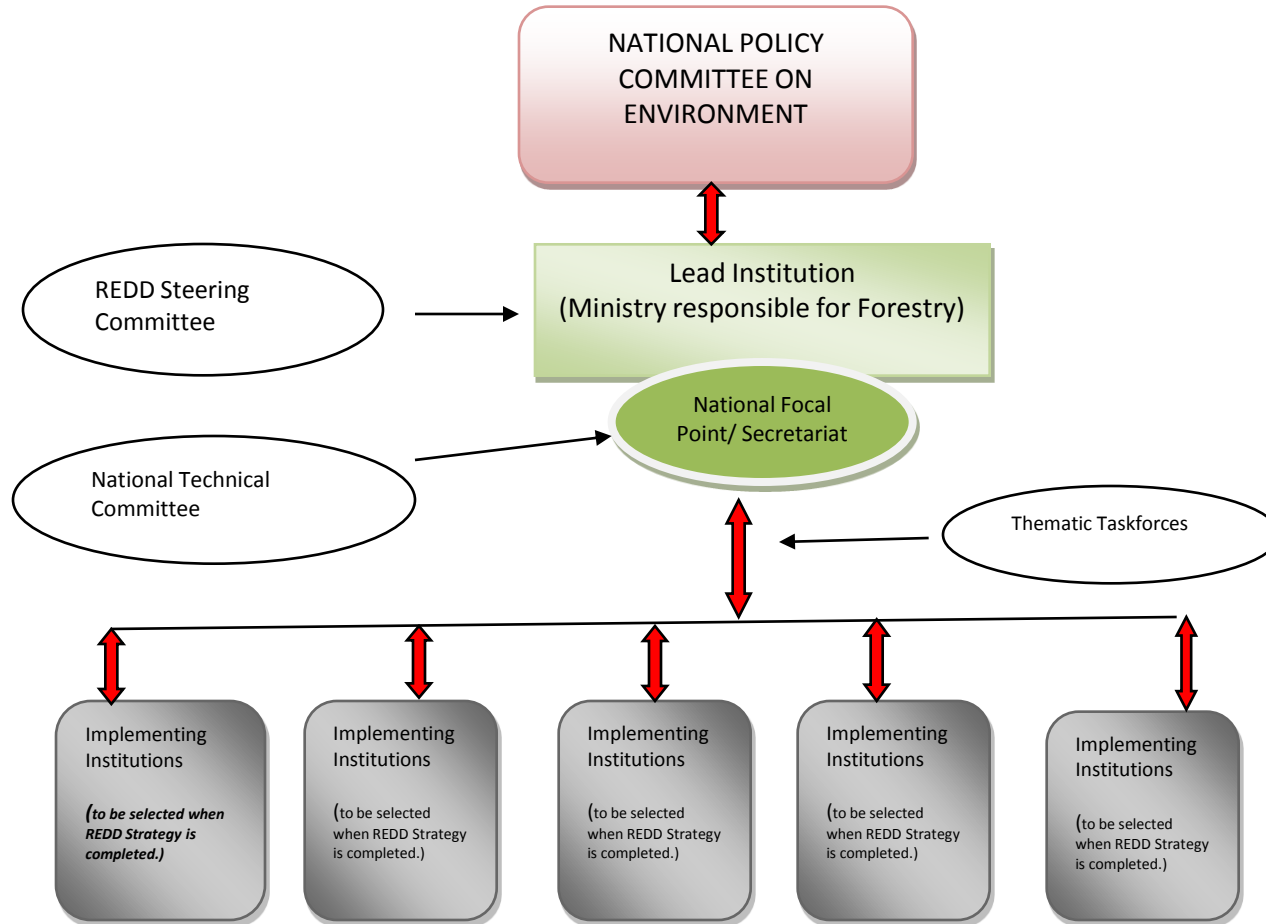 NATIONAL POLICY
COMMITTEE ON
ENVIRONMENT
Lead Institution
(Ministry responsible for Forestry)
REDD Steering
Committee
National Focal
Point/ Secretariat
National Technical
Committee
Thematic Taskforces
Implementing
Institutions
(to be selected when
REDD Strategy is
completed.)
Implementing
Institutions
(to be selected
when REDD Strategy
is completed.)
Implementing
Institutions
(to be selected
when REDD Strategy
is completed.)
Implementing
Institutions
(to be selected
when REDD Strategy
is completed.)
Implementing
Institutions
(to be selected
when REDD Strategy
is completed.)